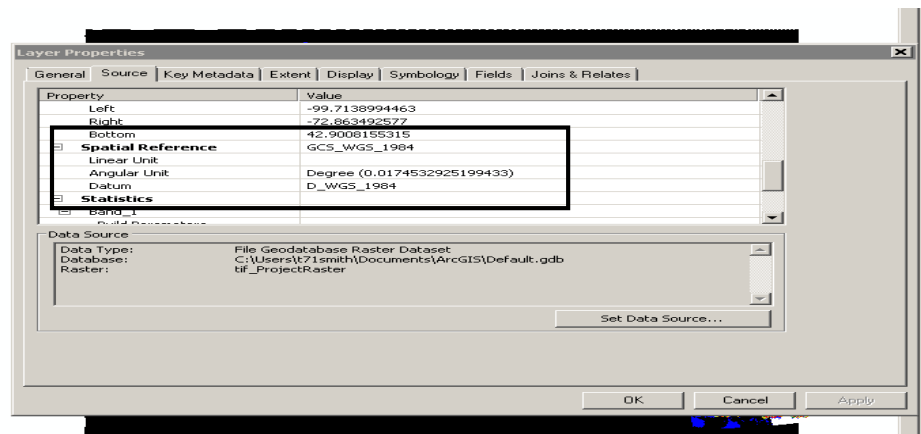 Layer Properties
General Source Key Metadata Extent Display Symbology Fields Joins & Relates
Property Value
Left -99.7138994463
Right -72.863492577
Bottom 42.9008155315
Spatial Reference GCS_WGS_1984
Linear Unit
Angular Unit Degree (0.0174532925199433)
Datum D_WGS_1984
Statistics
Band_1
Build Parameters
Data Source
Data Type: File Geodatabase Raster Dataset
Database: C:\Users\t71smith\Documents\ArcGIS\Default.gdb
Raster: tif_ProjectRaster
Set Data Source...
OK Cancel Apply